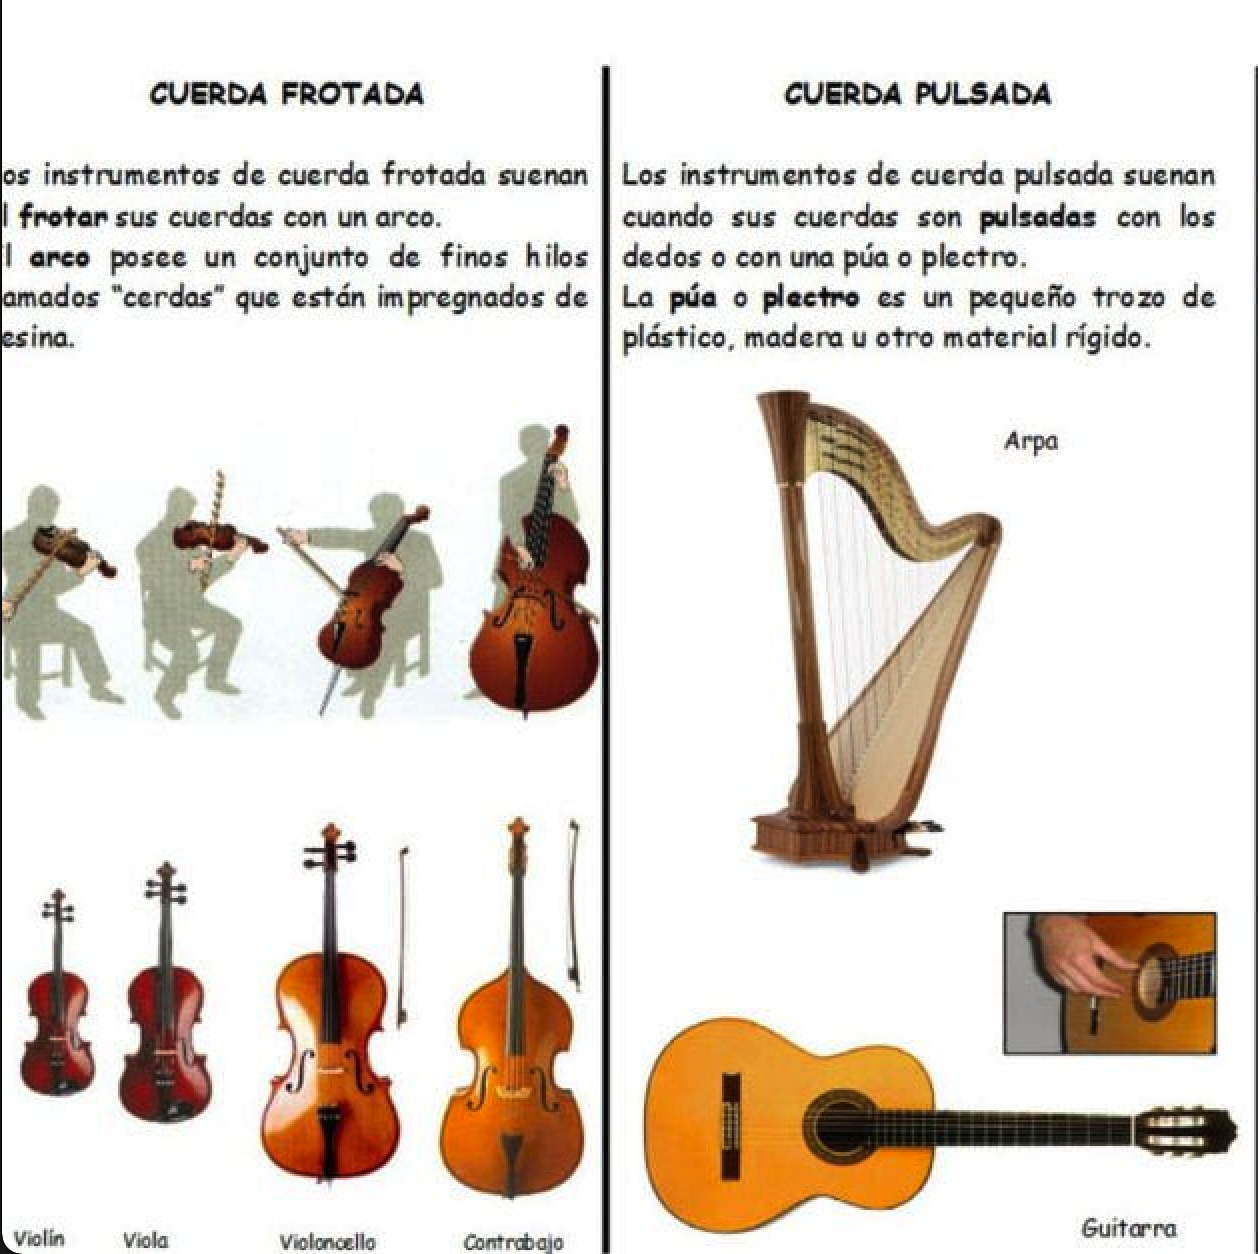 CUERDA FROTADA
os instrumentos de cuerda frotada suenan
l frotar sus cuerdas con un arco.
l arco posee un conjunto de finos hilos
amados "cerdas" que están impregnados de
esina.
Violín
Viola
Violoncello
Contrabajo
CUERDA PULSADA
Los instrumentos de cuerda pulsada suenan
cuando sus cuerdas son pulsadas con los
dedos o con una púa o plectro.
La púa o plectro es un pequeño trozo de
plástico, madera u otro material rígido.
Arpa
Guitarra